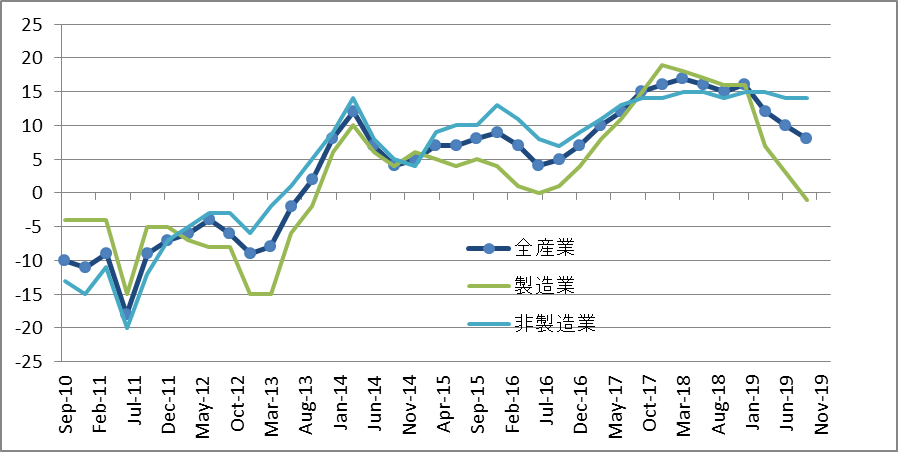 25
20
15
10
5
0
-5
-10
-15
-20
-25
全産業
製造業
非製造業
Sep-10
Feb-11
Jul-11
Dec-11
May-12
Oct-12
Mar-13
Aug-13
Jan-14
Jun-14
Nov-14
Apr-15
Sep-15
Feb-16
Jul-16
Dec-16
May-17
Oct-17
Mar-18
Aug-18
Jan-19
Jun-19
Nov-19